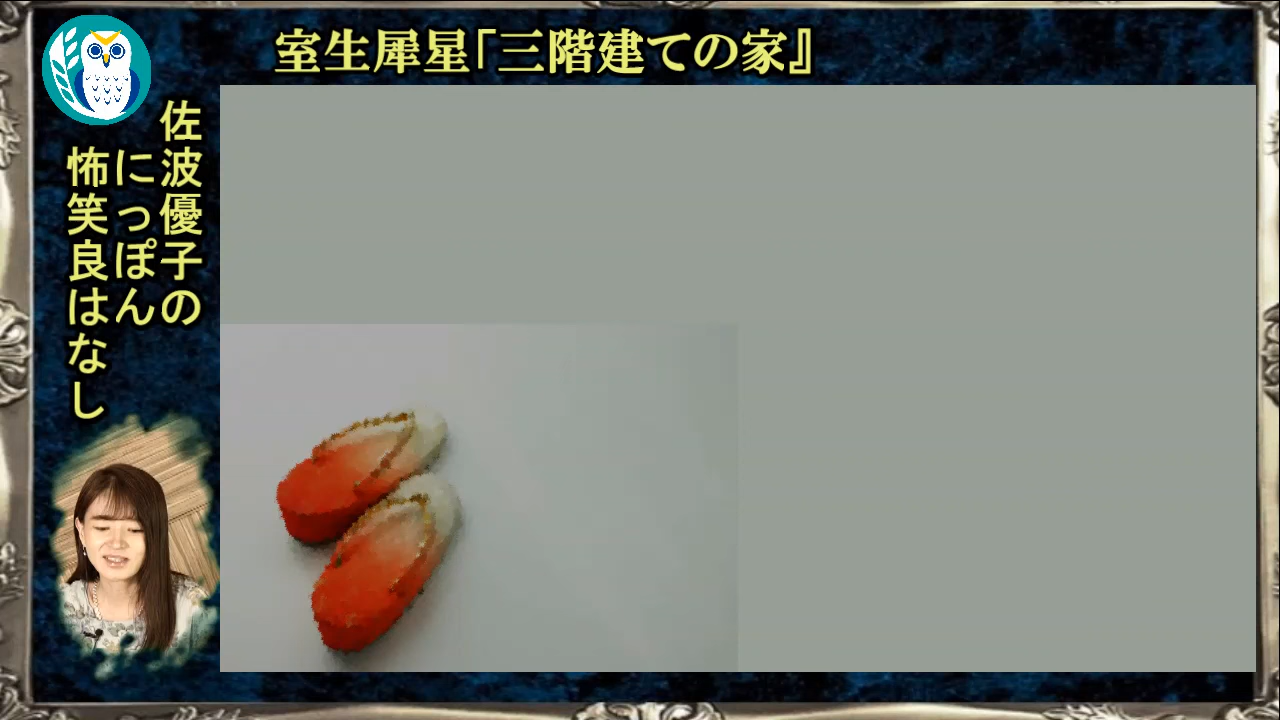 室生犀星「三階建ての家』
佐波優子の
にっぽん
怖笑良はなし